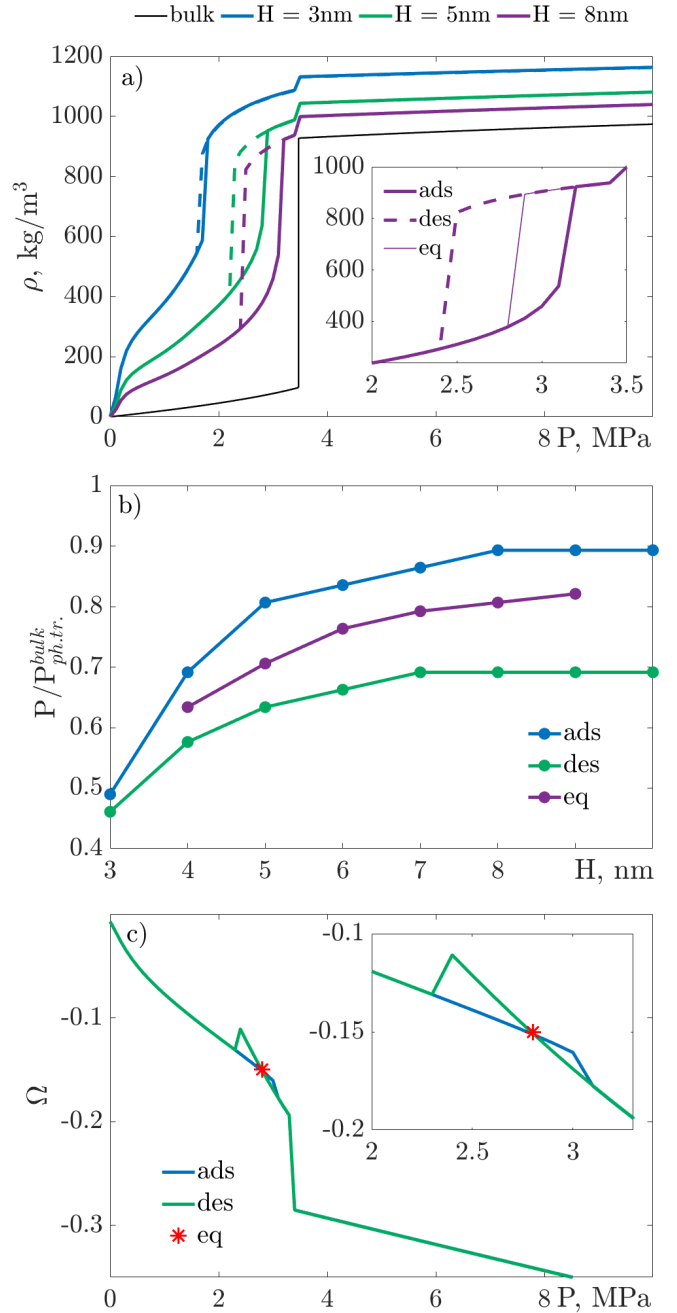 bulk H = 3nm H = 5nm H = 8nm
a)
1200
1000
800
600
400
200
0
ρ, kg/m³
0 2 4 6 8 P, MPa
1000
800
600
400
2 2.5 3 3.5
ads
des
eq
b)
1
0.9
0.8
0.7
0.6
0.5
0.4
P/P^{bulk}_{ph.tr.}
3 4 5 6 7 8 H, nm
ads
des
eq
c)
-0.1
-0.2
-0.3
Ω
0 2 4 6 8 P, MPa
-0.1
-0.15
-0.2
2 2.5 3
ads
des
eq